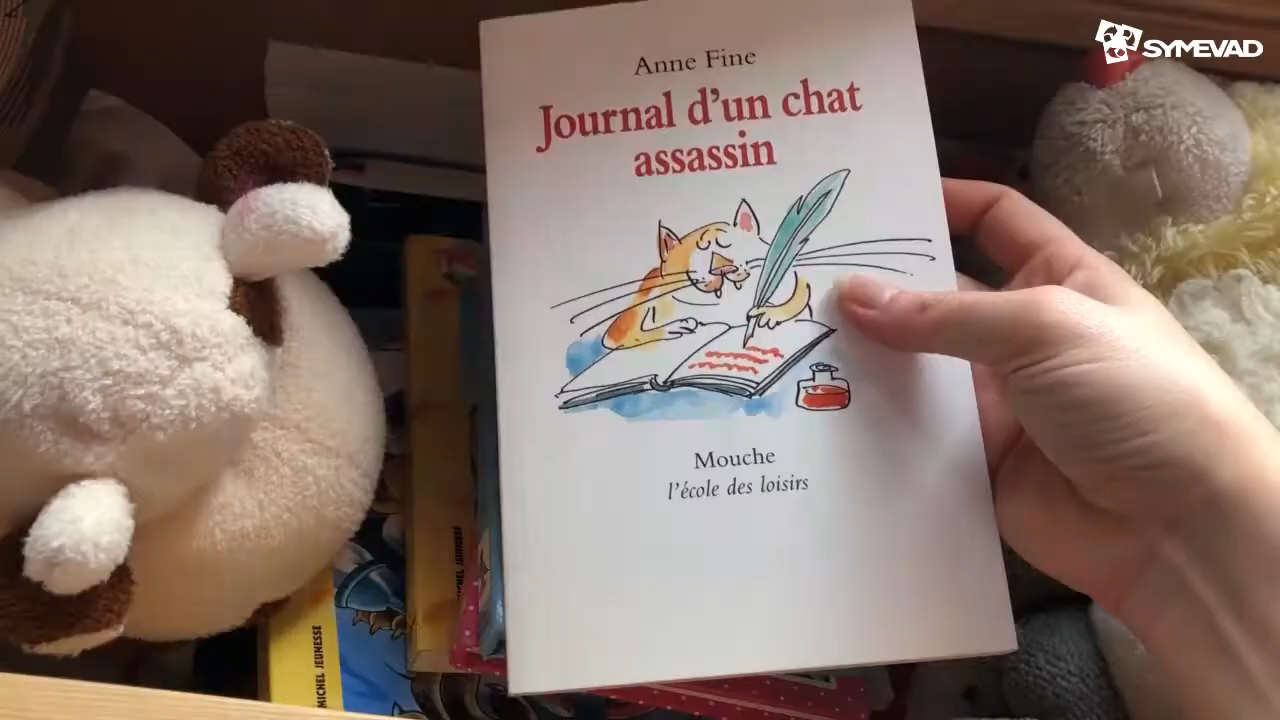 SYMEVAD
Anne Fine
Journal d'un chat
assassin
Mouche
l'école des loisirs
MICHEL JEUNESSE